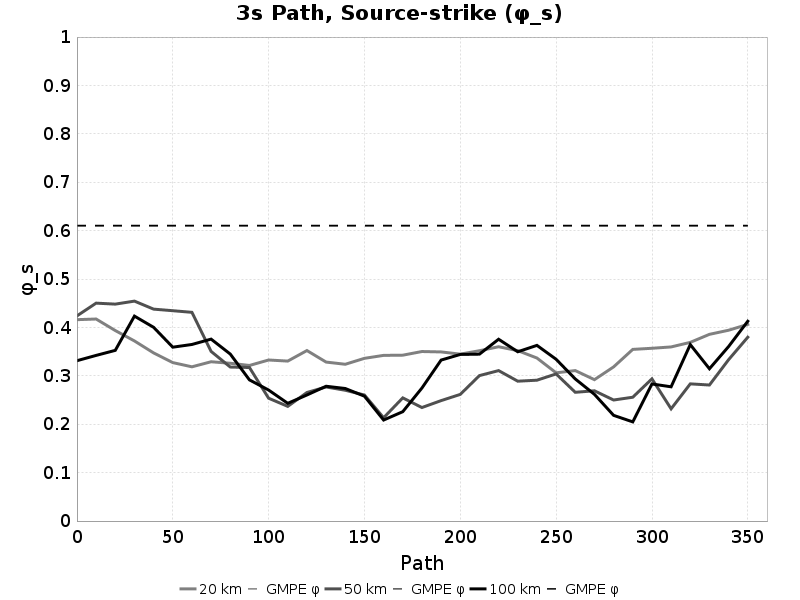 3s Path, Source-strike (φ_s)
1
0.9
0.8
0.7
0.6
0.5
0.4
0.3
0.2
0.1
0
φ_s
0 50 100 150 200 250 300 350
Path
20 km GMPE φ 50 km GMPE φ 100 km GMPE φ